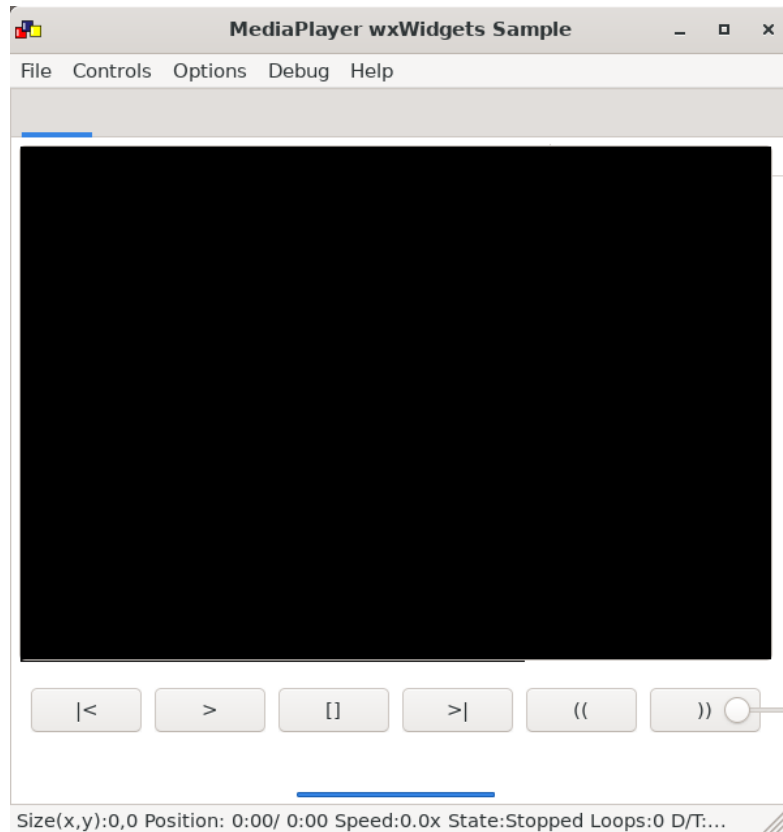 MediaPlayer wxWidgets Sample
File Controls Options Debug Help
|< > [] >| (( ))
Size(x,y):0,0 Position: 0:00/ 0:00 Speed:0.0x State:Stopped Loops:0 D/T:...